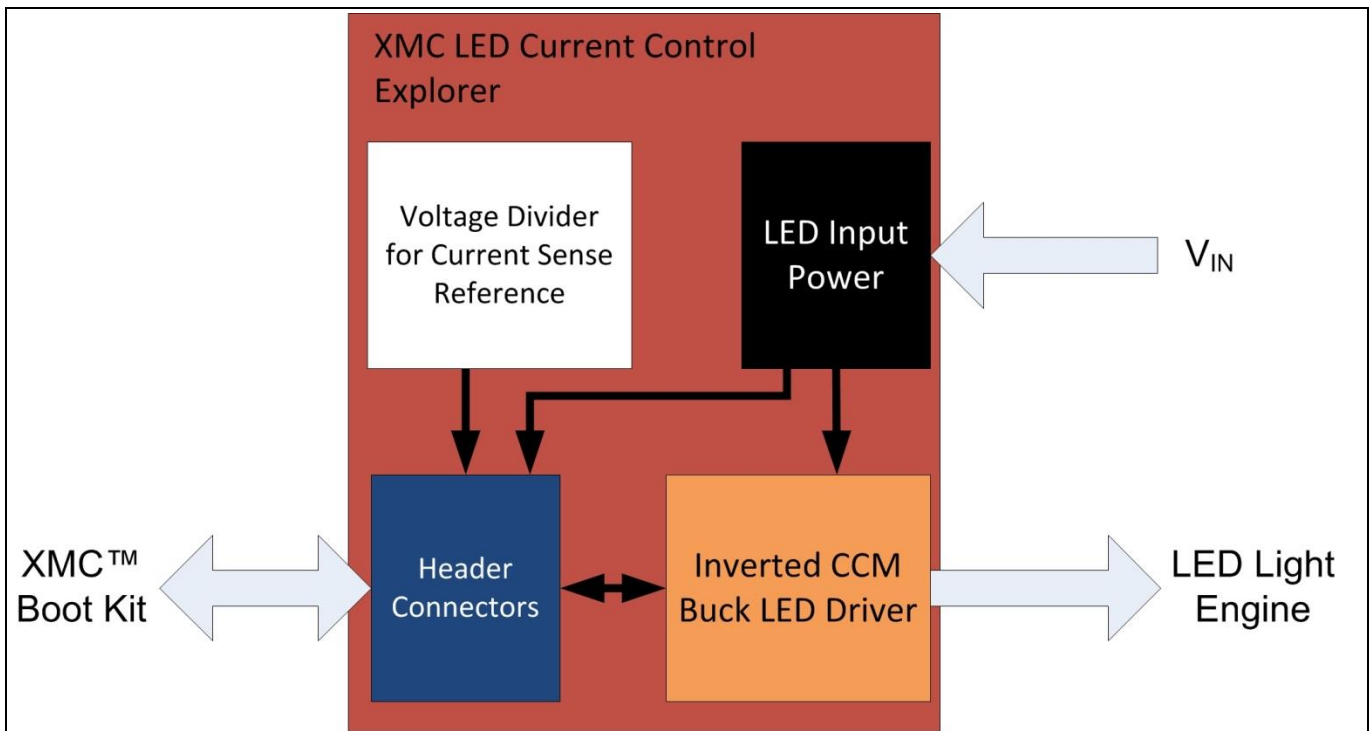 XMC LED Current Control
Explorer
Voltage Divider
for Current Sense
Reference
LED Input
Power
V_IN
XMC™
Boot Kit
Header
Connectors
Inverted CCM
Buck LED Driver
LED Light
Engine